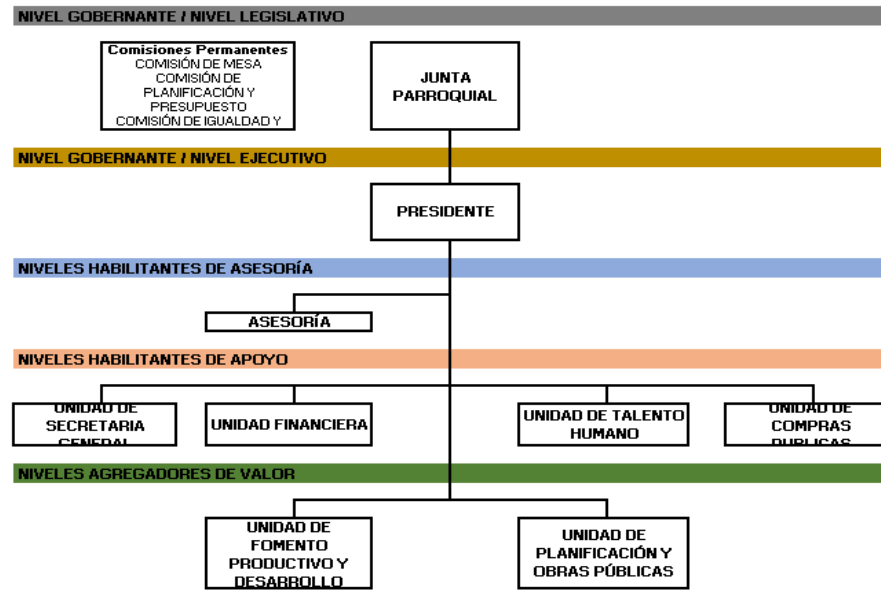 NIVEL GOBERNANTE / NIVEL LEGISLATIVO
Comisiones Permanentes
COMISIÓN DE MESA
COMISIÓN DE
PLANIFICACIÓN Y
PRESUPUESTO
COMISIÓN DE IGUALDAD Y
JUNTA
PARROQUIAL
NIVEL GOBERNANTE / NIVEL EJECUTIVO
PRESIDENTE
NIVELES HABILITANTES DE ASESORÍA
ASESORÍA
NIVELES HABILITANTES DE APOYO
UNIDAD DE
SECRETARIA
GENERAL
UNIDAD FINANCIERA
UNIDAD DE TALENTO
HUMANO
UNIDAD DE
COMPRAS
PUBLICAS
NIVELES AGREGADORES DE VALOR
UNIDAD DE
FOMENTO
PRODUCTIVO Y
DESARROLLO
UNIDAD DE
PLANIFICACIÓN Y
OBRAS PÚBLICAS